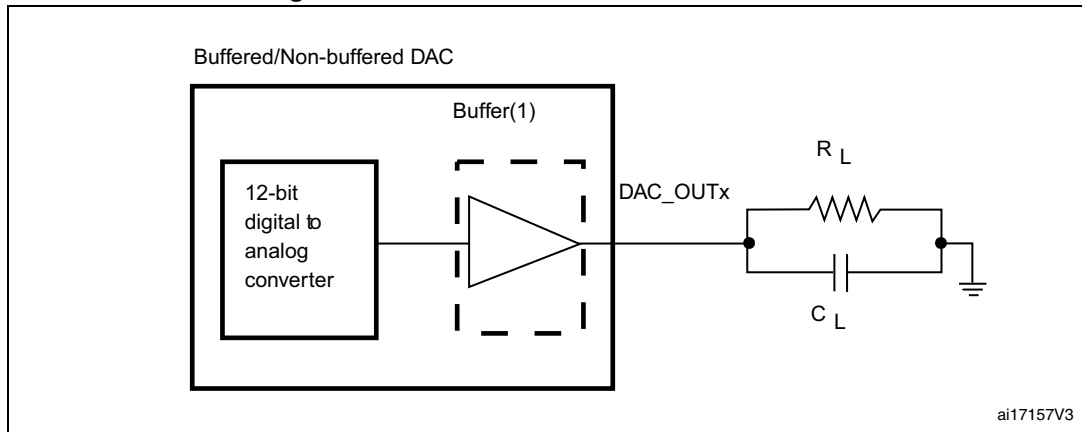 Buffered/Non-buffered DAC
Buffer(1)
12-bit
digital to
analog
converter
DAC_OUTx
R L
C L
ai17157V3